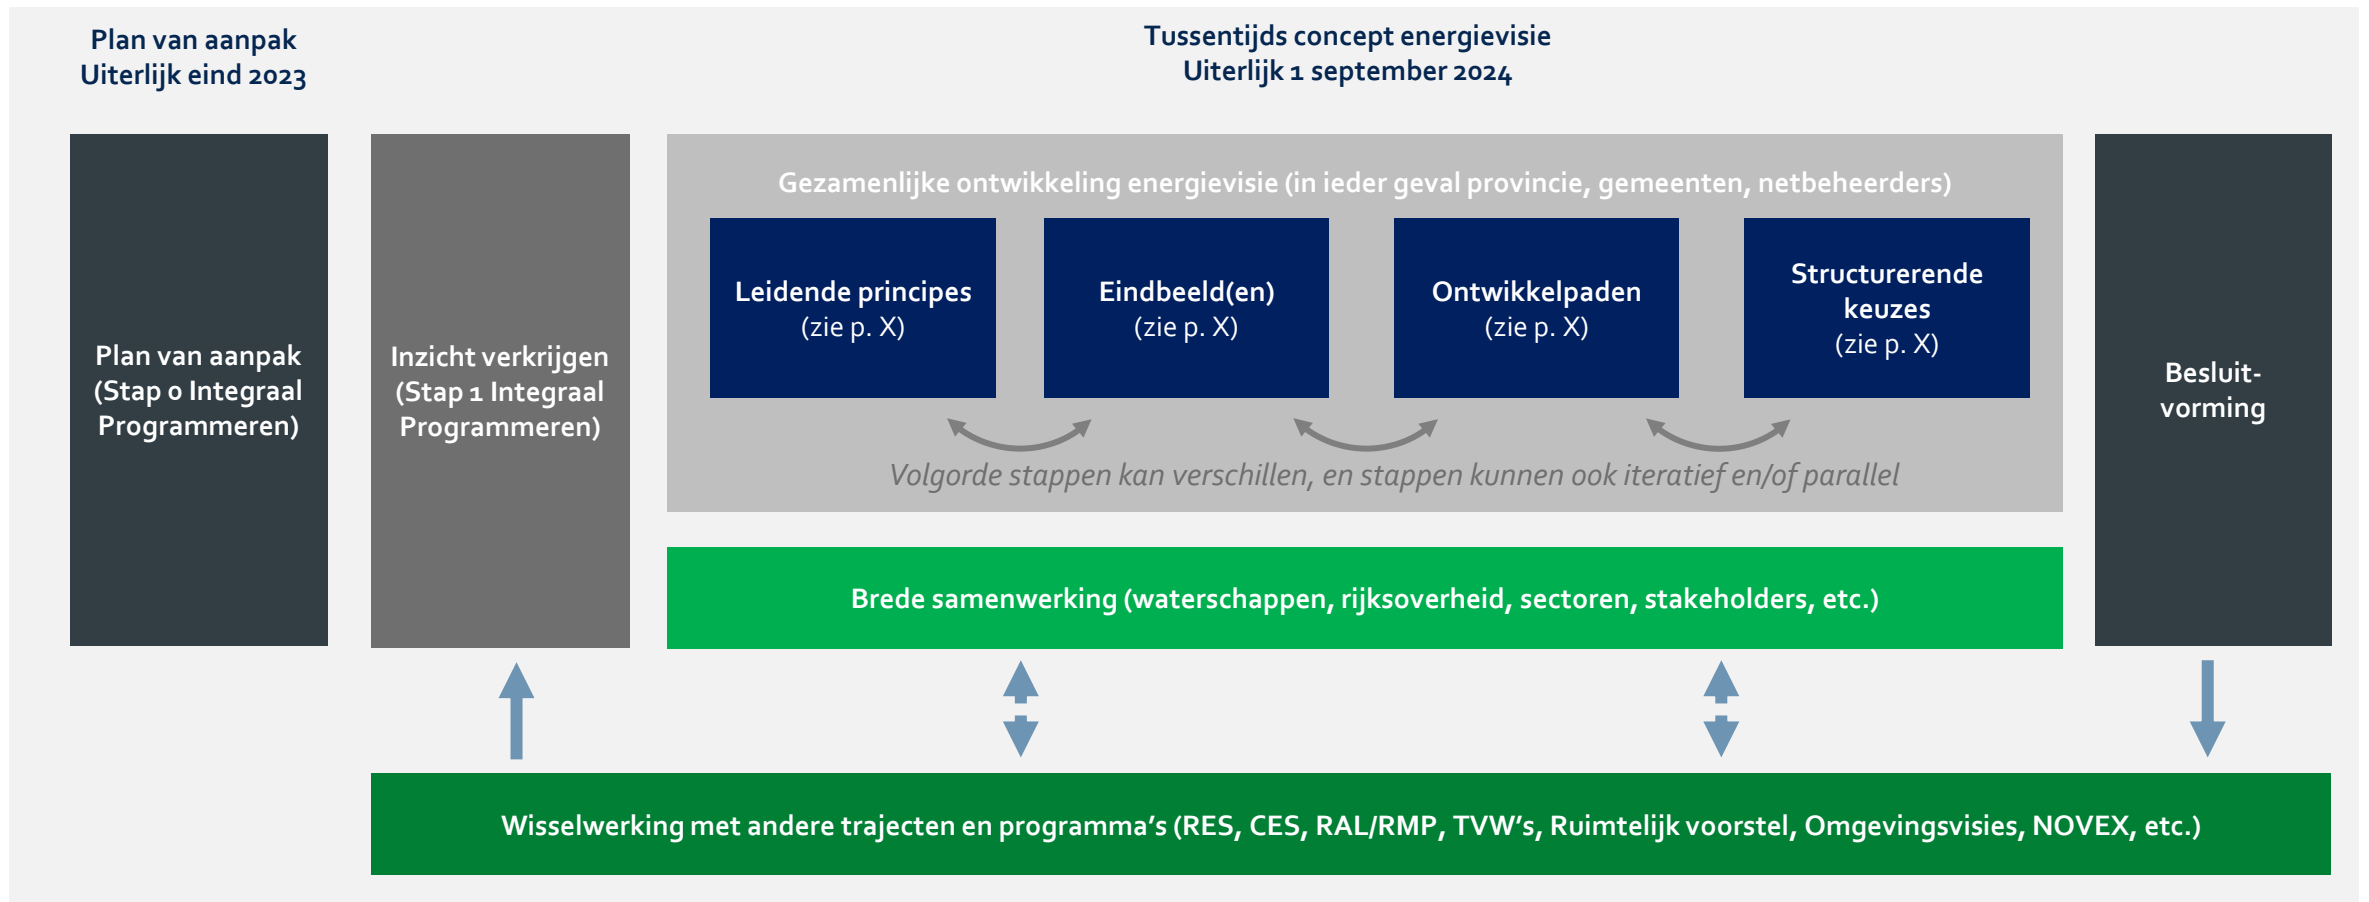 Plan van aanpak
Uiterlijk eind 2023
Tussentijds concept energievisie
Uiterlijk 1 september 2024
Plan van aanpak
(Stap 0 Integraal
Programmeren)
Inzicht verkrijgen
(Stap 1 Integraal
Programmeren)
Gezamenlijke ontwikkeling energievisie (in ieder geval provincie, gemeenten, netbeheerders)
Leidende principes
(zie p. X)
Eindbeeld(en)
(zie p. X)
Ontwikkelpaden
(zie p. X)
Structurerende
keuzes
(zie p. X)
Volgorde stappen kan verschillen, en stappen kunnen ook iteratief en/of parallel
Besluit-
vorming
Brede samenwerking (waterschappen, rijksoverheid, sectoren, stakeholders, etc.)
Wisselwerking met andere trajecten en programma’s (RES, CES, RAL/RMP, TVW’s, Ruimtelijk voorstel, Omgevingsvisies, NOVEX, etc.)